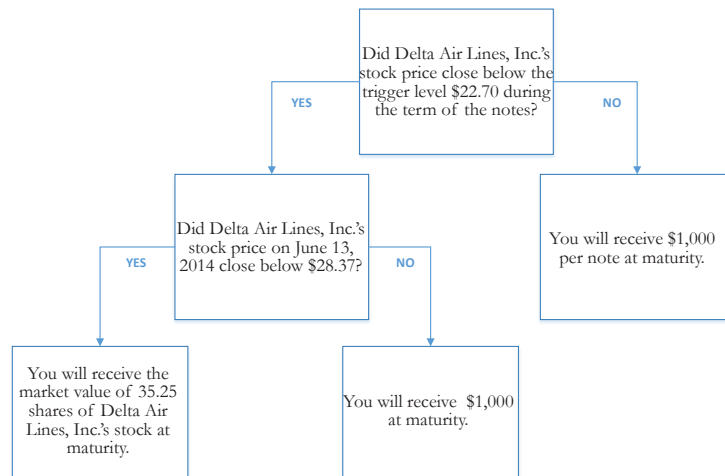 Did Delta Air Lines, Inc.'s
stock price close below the
trigger level $22.70 during
the term of the notes?
YES
NO
Did Delta Air Lines, Inc.'s
stock price on June 13,
2014 close below $28.37?
You will receive $1,000
per note at maturity.
YES
NO
You will receive the
market value of 35.25
shares of Delta Air
Lines, Inc.'s stock at
maturity.
You will receive  $1,000
at maturity.